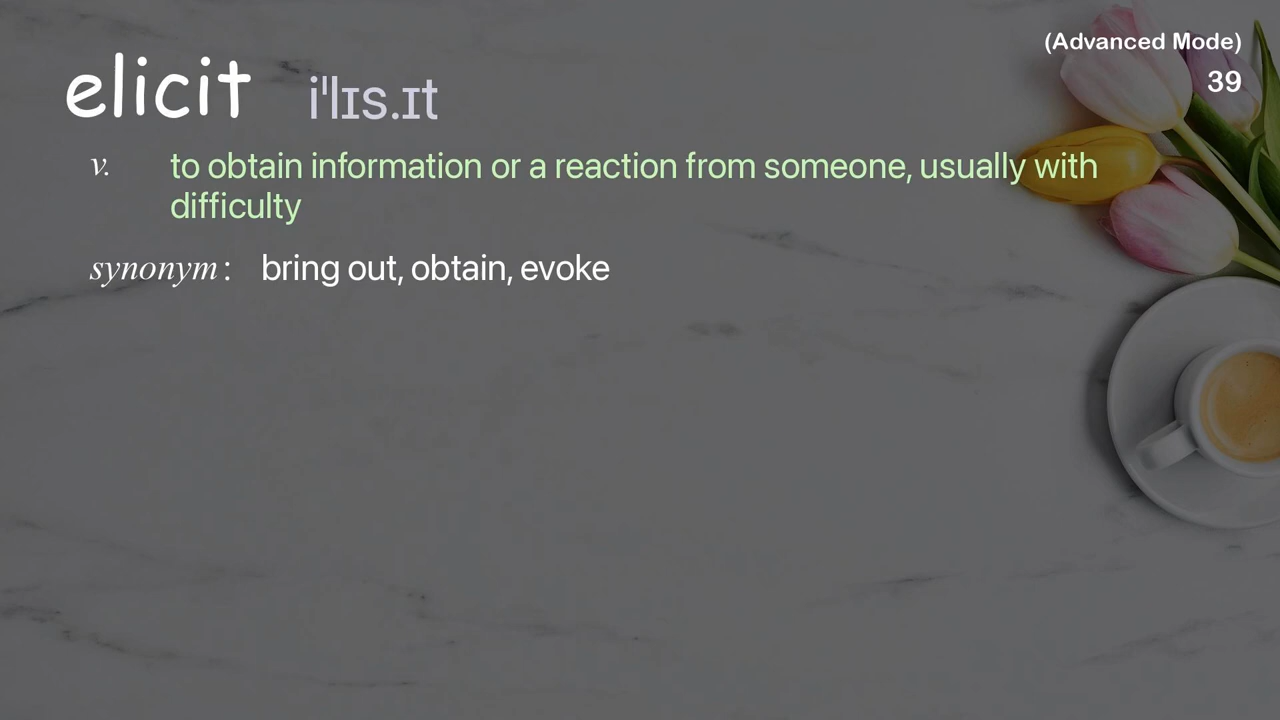 (Advanced Mode)
39
elicit i'lɪs.ɪt
v. to obtain information or a reaction from someone, usually with
difficulty
synonym: bring out, obtain, evoke